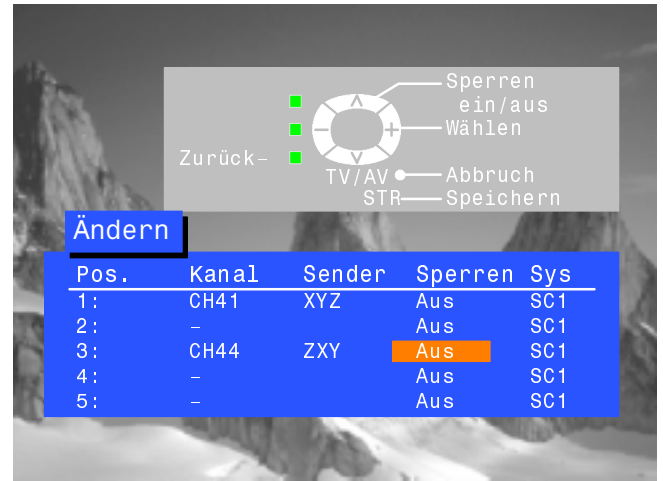 Sperren
ein/aus
Wählen
Zurück–
TV/AV Abbruch
STR Speichern
Ändern
Pos. Kanal Sender Sperren Sys
1: CH41 XYZ Aus SC1
2: – Aus SC1
3: CH44 ZXY Aus SC1
4: – Aus SC1
5: – Aus SC1